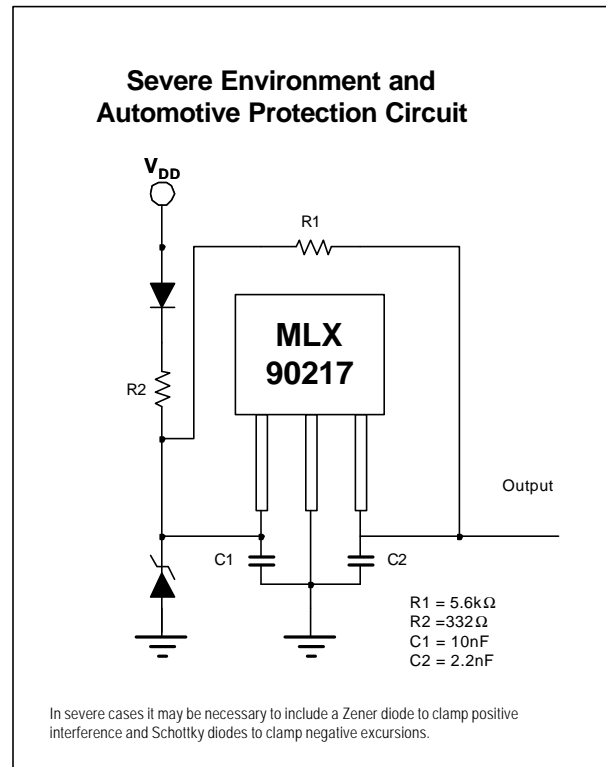 Severe Environment and
Automotive Protection Circuit
VDD
R1
MLX
90217
R2
Output
C1
C2
R1 = 5.6kΩ
R2 =332Ω
C1 = 10nF
C2 = 2.2nF
In severe cases it may be necessary to include a Zener diode to clamp positive
interference and Schottky diodes to clamp negative excursions.